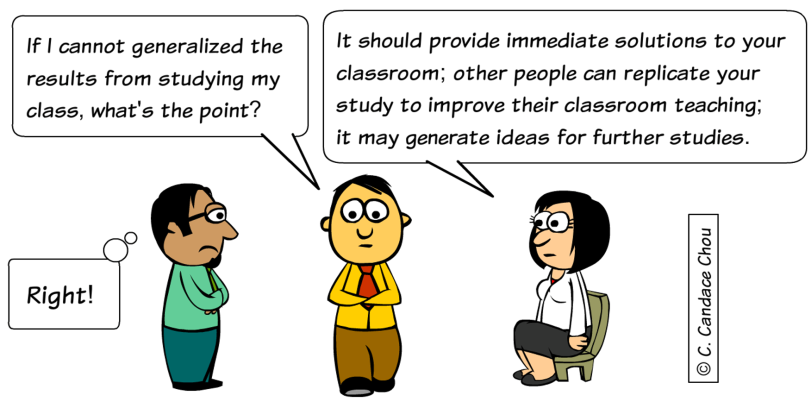 If I cannot generalized the
results from studying my
class, what's the point?
It should provide immediate solutions to your
classroom; other people can replicate your
study to improve their classroom teaching;
it may generate ideas for further studies.
Right!
© C. Candace Chou